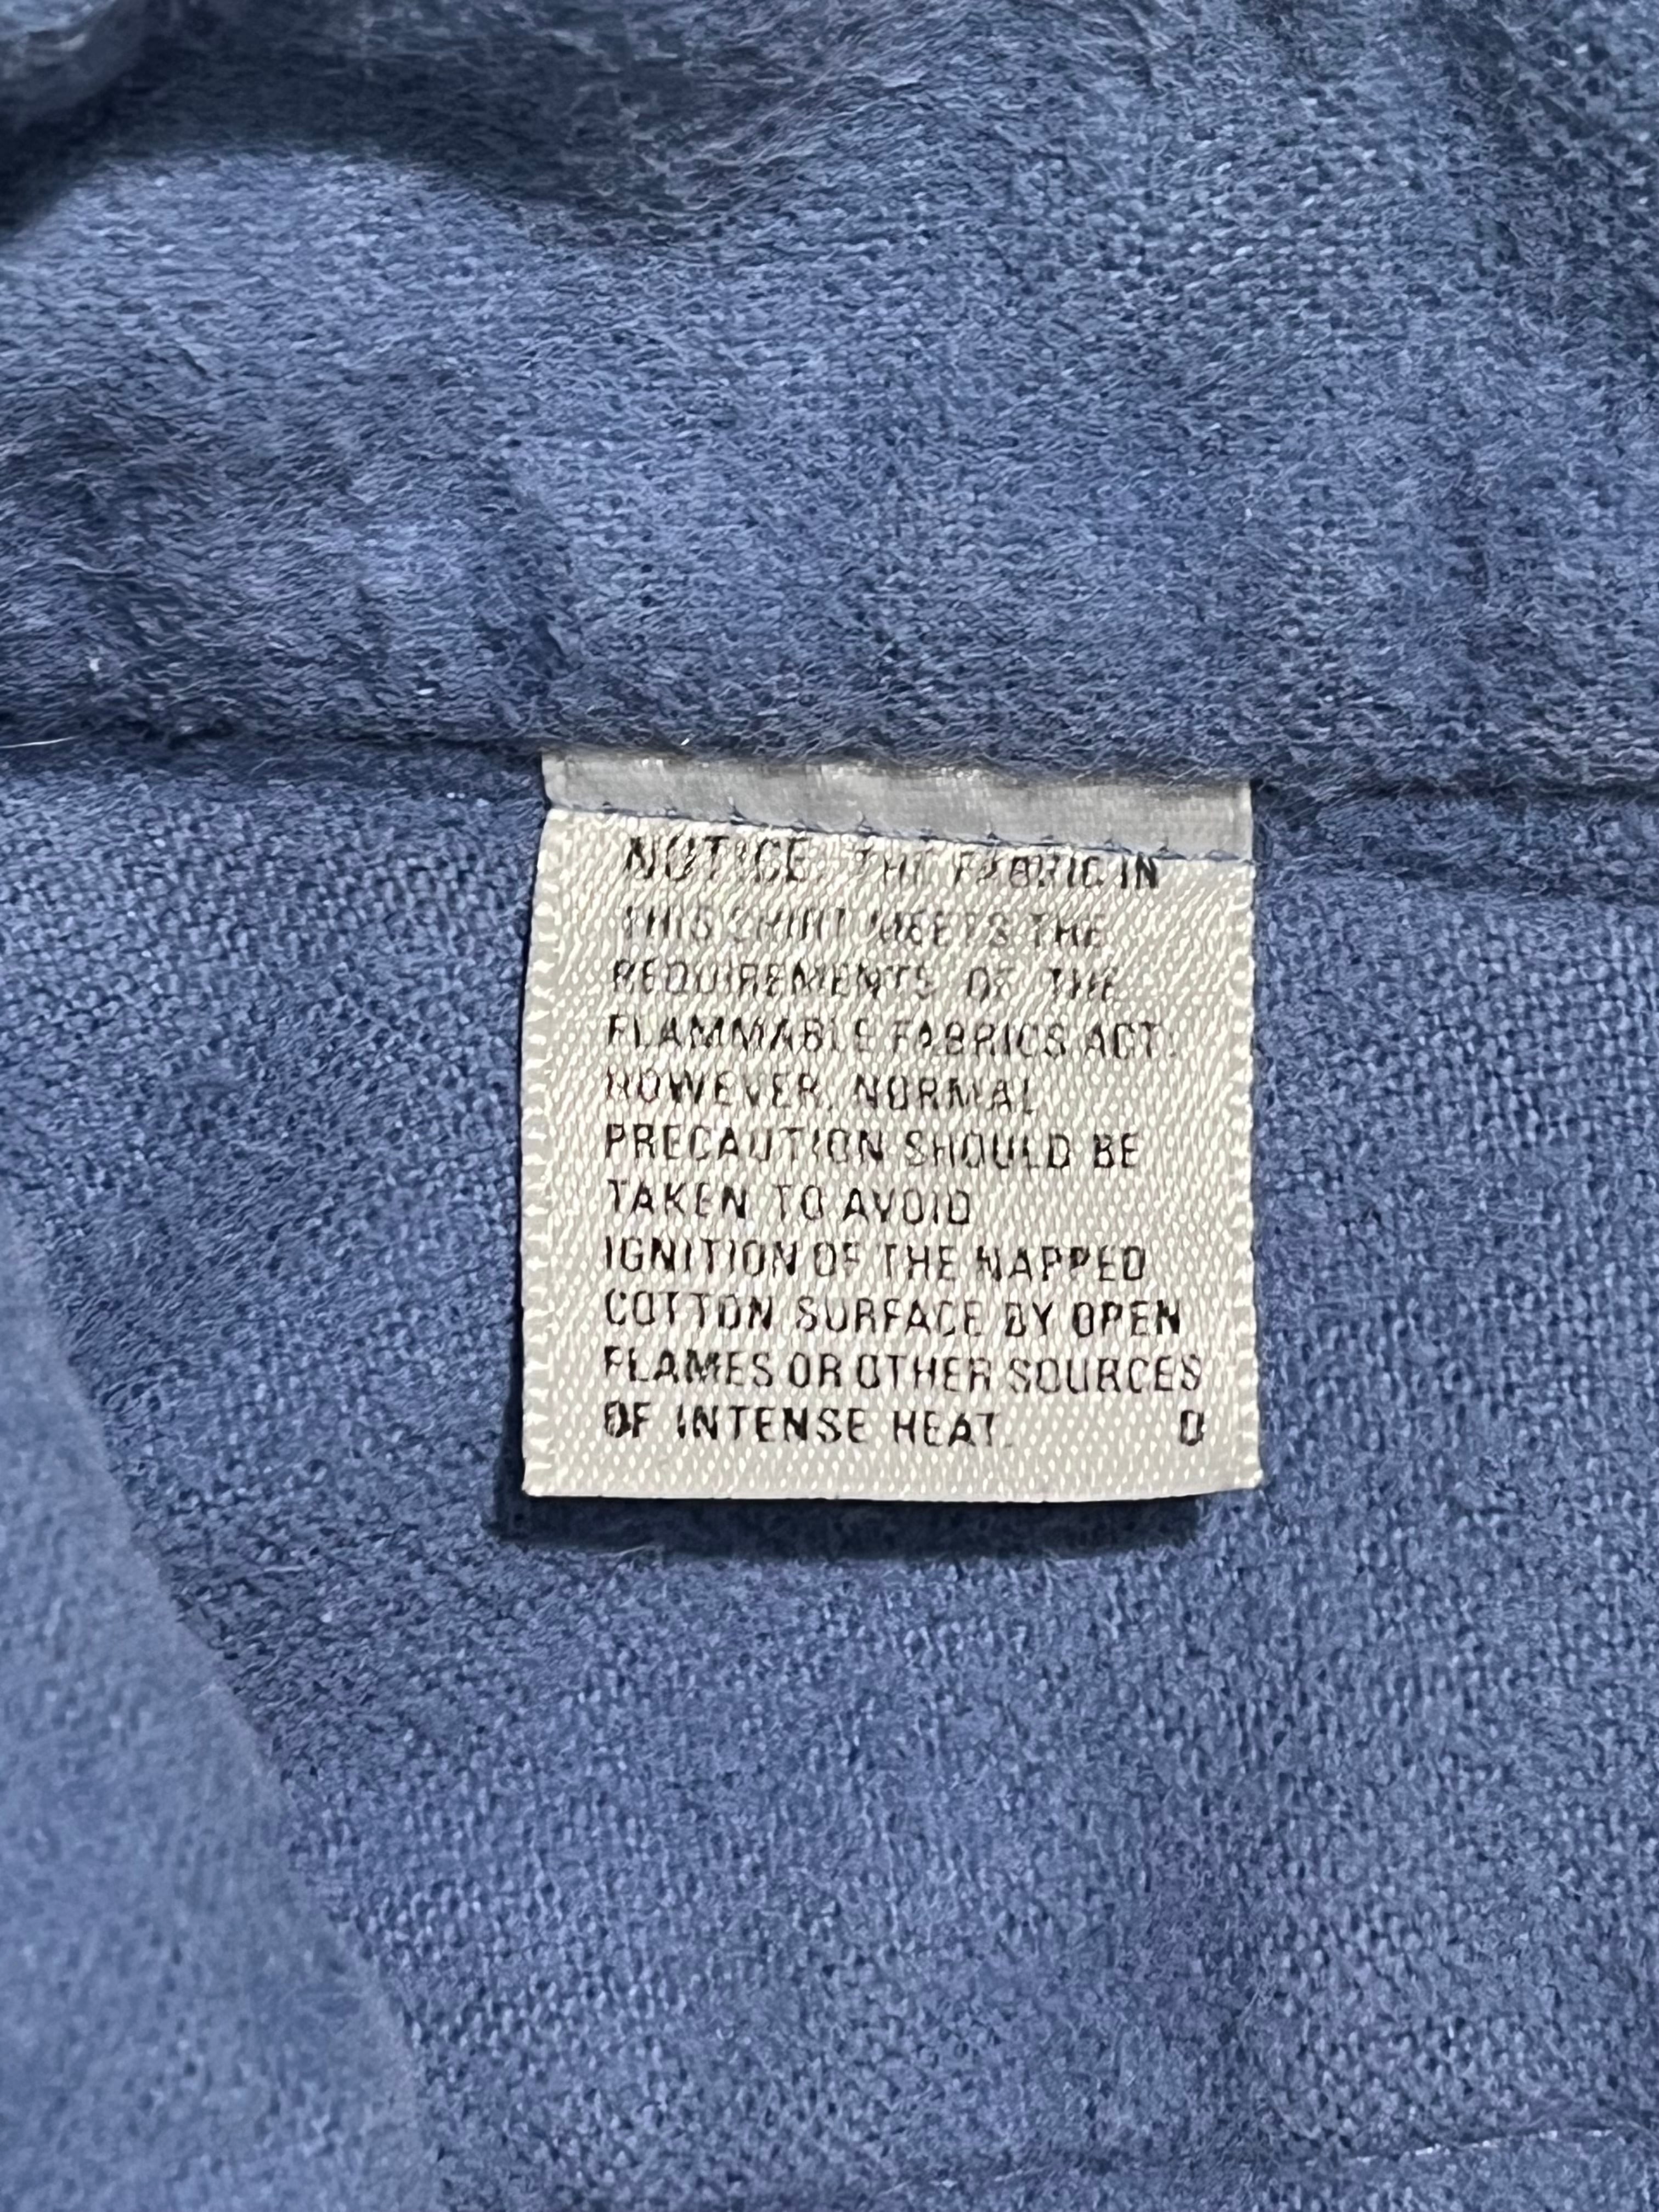 NOTICE: THE FABRIC IN
THIS SHIRT MEETS THE
REQUIREMENTS OF THE
FLAMMABLE FABRICS ACT.
HOWEVER, NORMAL
PRECAUTION SHOULD BE
TAKEN TO AVOID
IGNITION OF THE NAPPED
COTTON SURFACE BY OPEN
FLAMES OR OTHER SOURCES
OF INTENSE HEAT. D